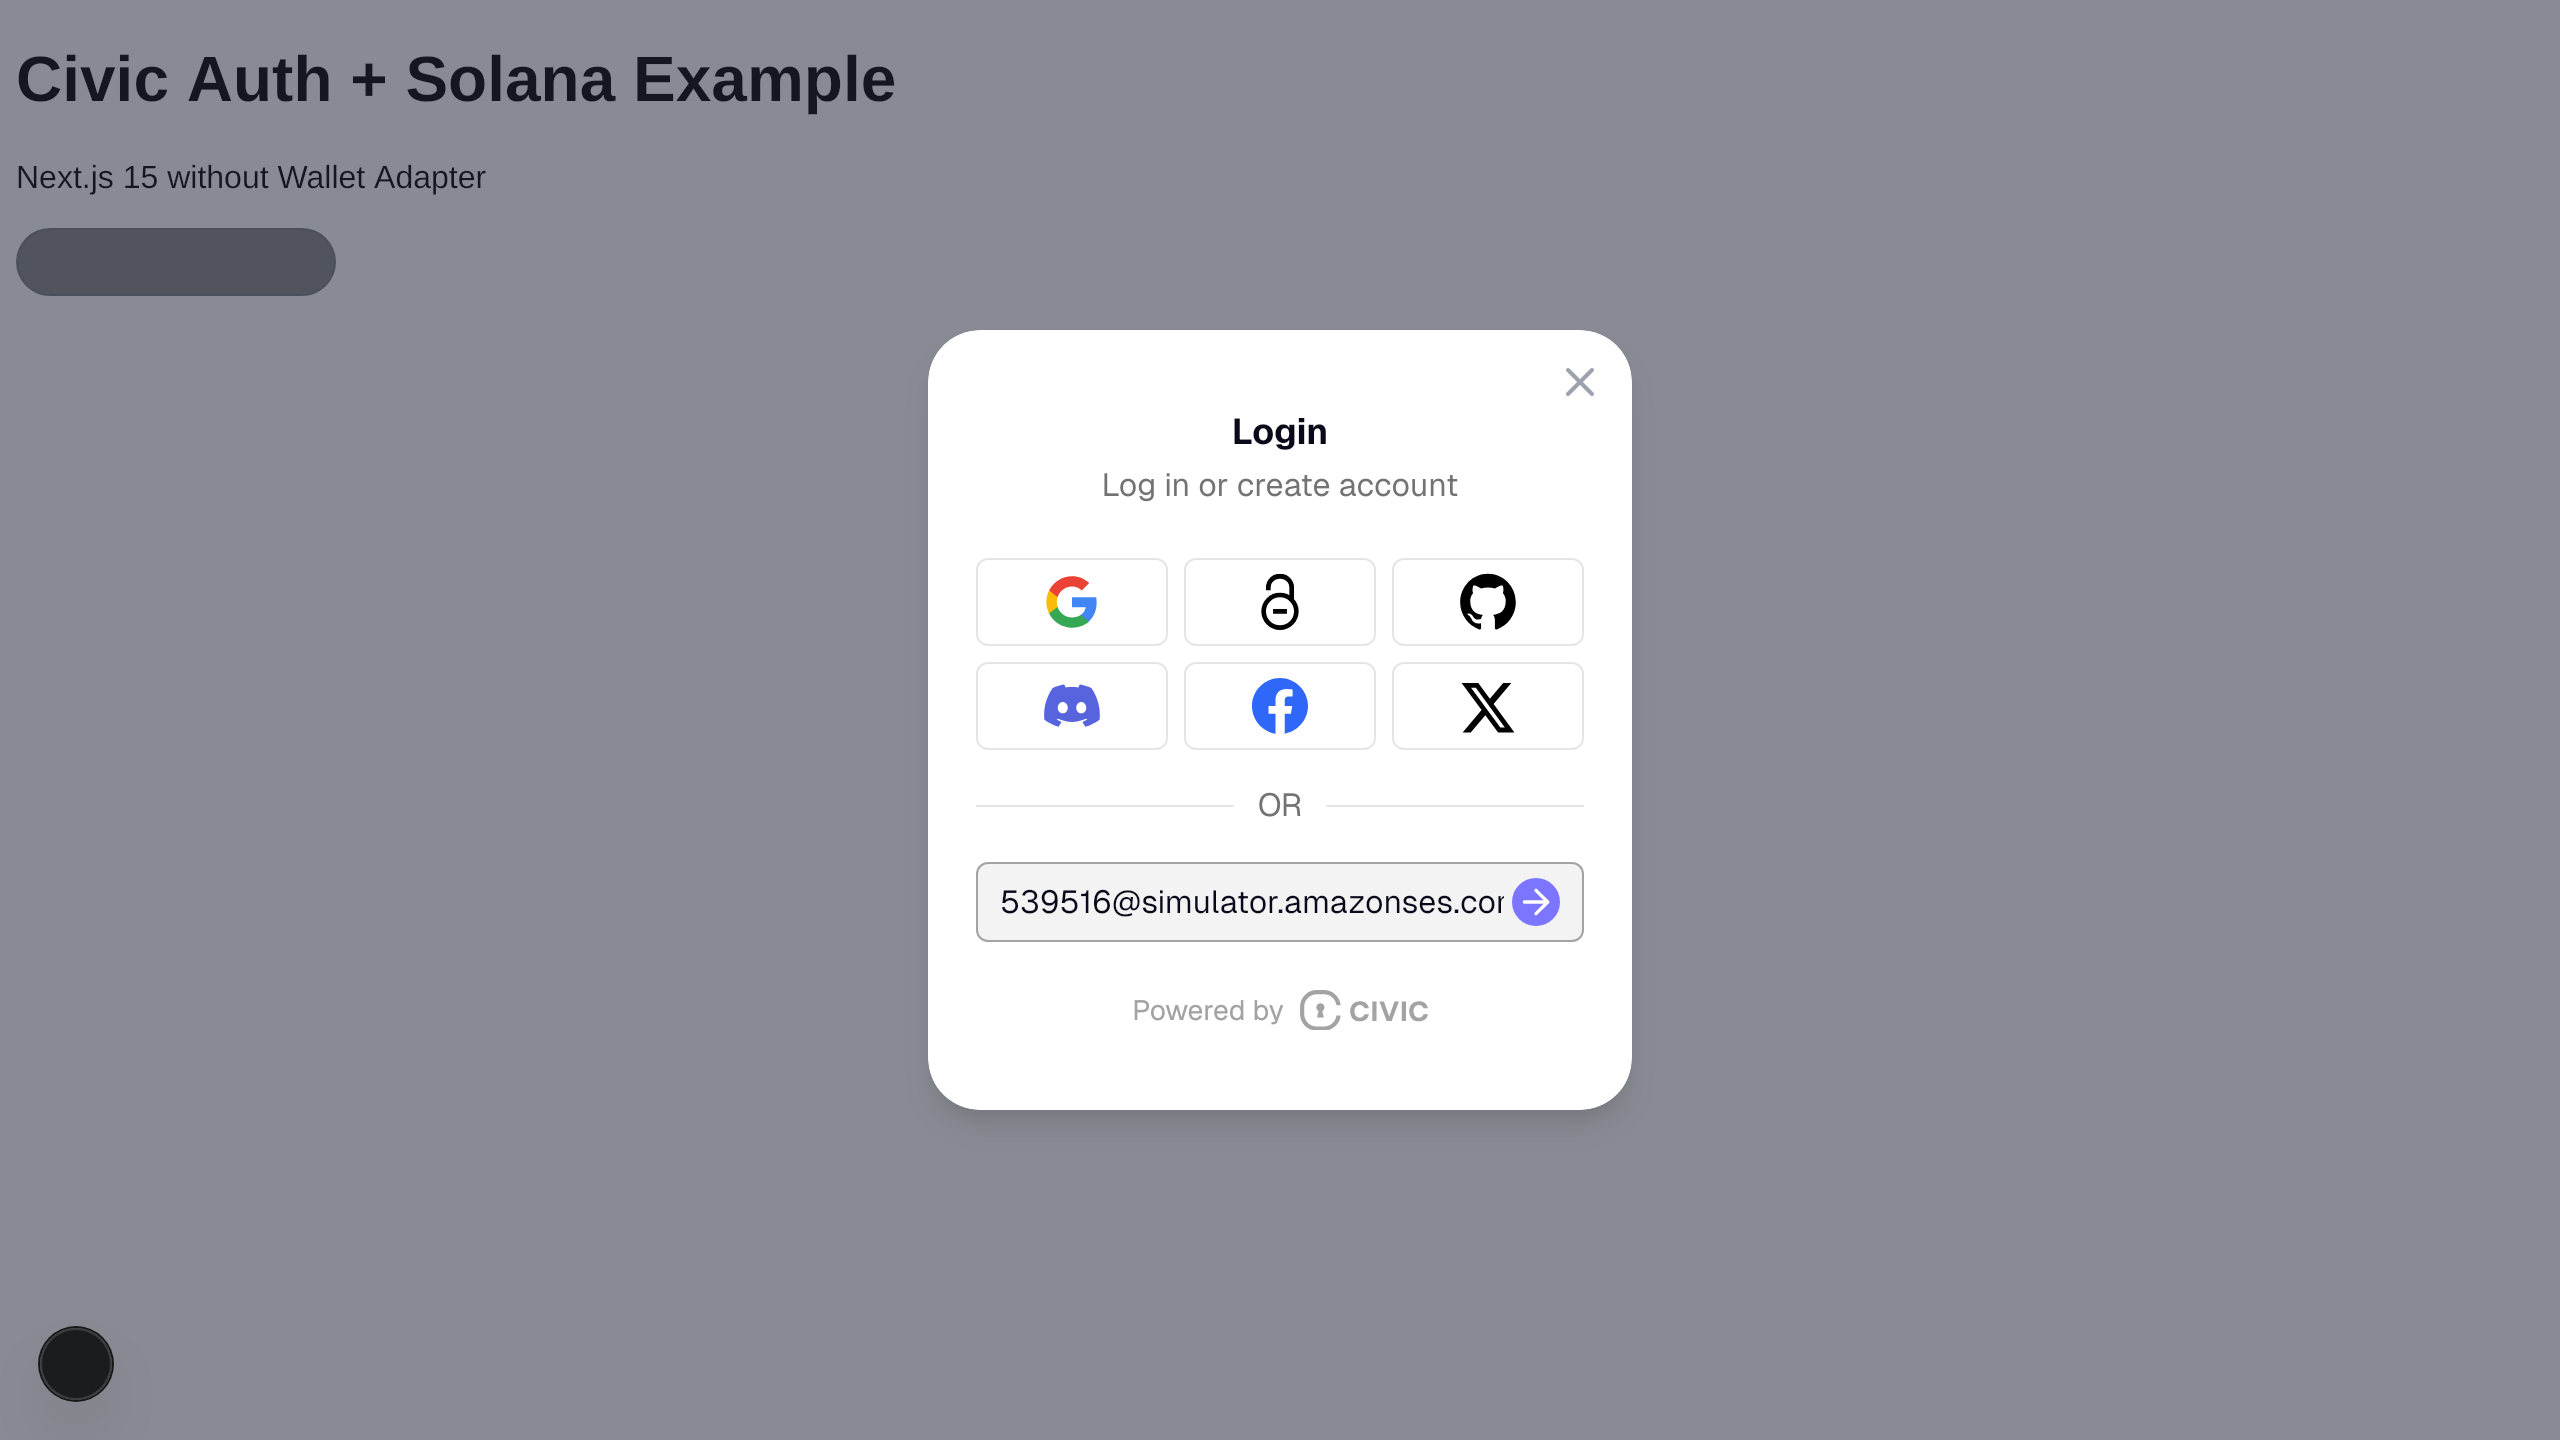 Civic Auth + Solana Example
Next.js 15 without Wallet Adapter
Login
Log in or create account
OR
539516@simulator.amazonses.com
Powered by CIVIC